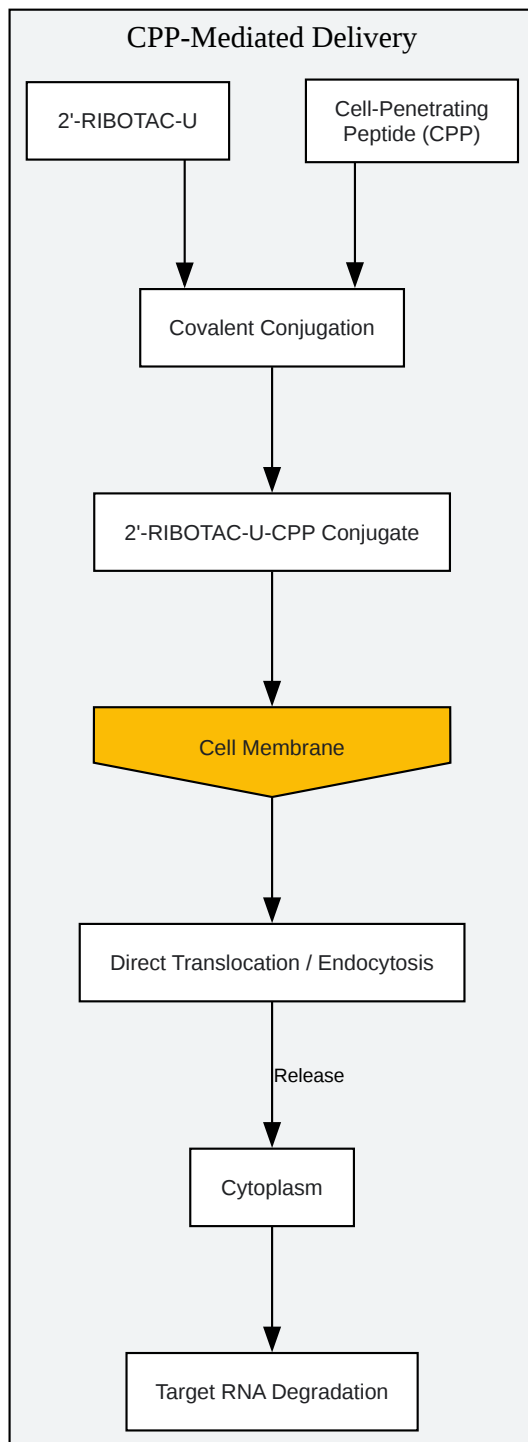 CPP-Mediated Delivery
2'-RIBOTAC-U
Cell-Penetrating
Peptide (CPP)
Covalent Conjugation
2'-RIBOTAC-U-CPP Conjugate
Cell Membrane
Direct Translocation / Endocytosis
Release
Cytoplasm
Target RNA Degradation